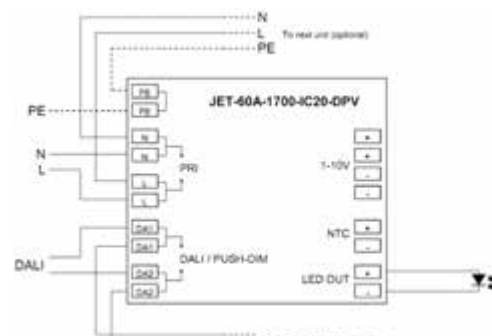 N
L To next unit (optional)
PE
PE
JET-60A-1700-IC20-DPV
PE
PE
N
N
N
L
L
L
PRI
+
+
1-10V
-
-
NTC
+
-
DALI
DA1
DA1
DA2
DA2
DALI / PUSH-DIM
LED OUT
+
-